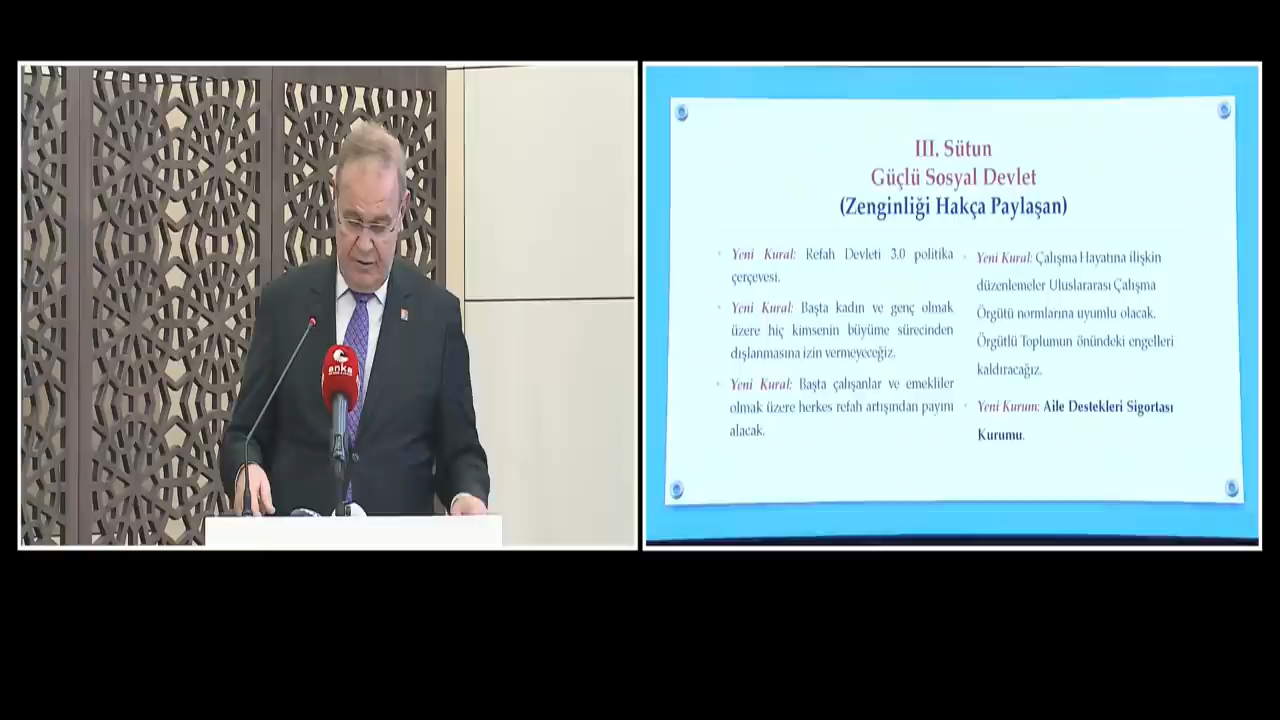 anka
III. Sütun
Güçlü Sosyal Devlet
(Zenginliği Hakça Paylaşan)
Yeni Kural: Refah Devleti 3.0 politika
çerçevesi.
Yeni Kural: Başta kadın ve genç olmak
üzere hiç kimsenin büyüme sürecinden
dışlanmasına izin vermeyeceğiz.
Yeni Kural: Başta çalışanlar ve emekliler
olmak üzere herkes refah artışından payını
alacak.
Yeni Kural: Çalışma Hayatına ilişkin
düzenlemeler Uluslararası Çalışma
Örgütü normlarına uyumlu olacak.
Örgütlü Toplumun önündeki engelleri
kaldıracağız.
Yeni Kurum: Aile Destekleri Sigortası
Kurumu.